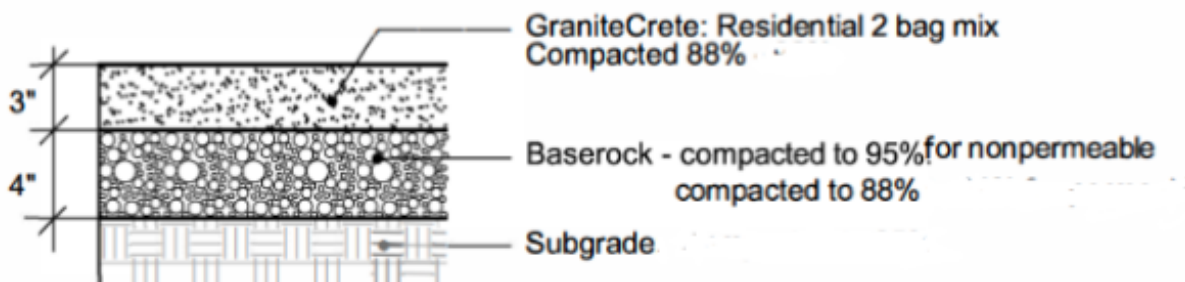 GraniteCrete: Residential 2 bag mix
Compacted 88%
3"
Baserock - compacted to 95% for nonpermeable
4"
compacted to 88%
Subgrade